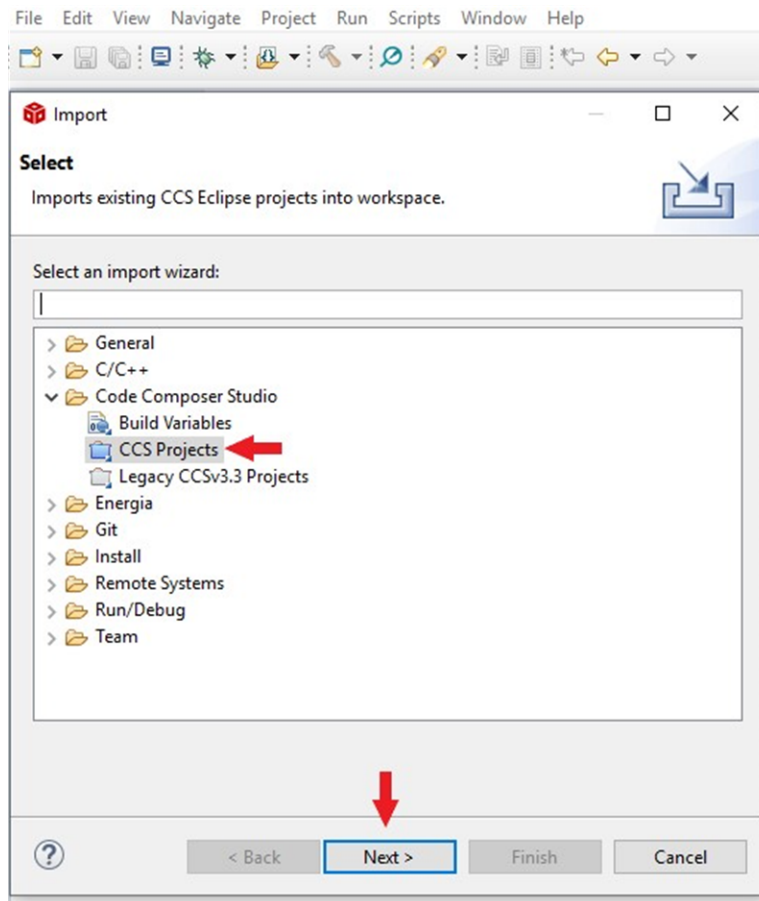 File Edit View Navigate Project Run Scripts Window Help
Import
Select
Imports existing CCS Eclipse projects into workspace.
Select an import wizard:
General
C/C++
Code Composer Studio
Build Variables
CCS Projects
Legacy CCSv3.3 Projects
Energia
Git
Install
Remote Systems
Run/Debug
Team
? < Back Next > Finish Cancel